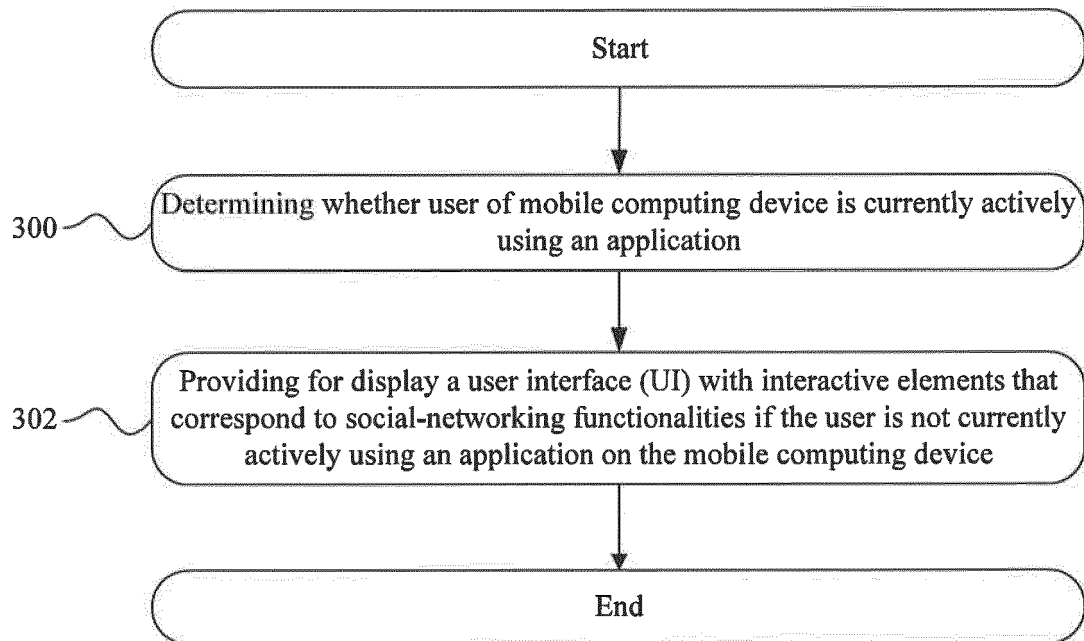 Start
300
Determining whether user of mobile computing device is currently actively
using an application
302
Providing for display a user interface (UI) with interactive elements that
correspond to social-networking functionalities if the user is not currently
actively using an application on the mobile computing device
End